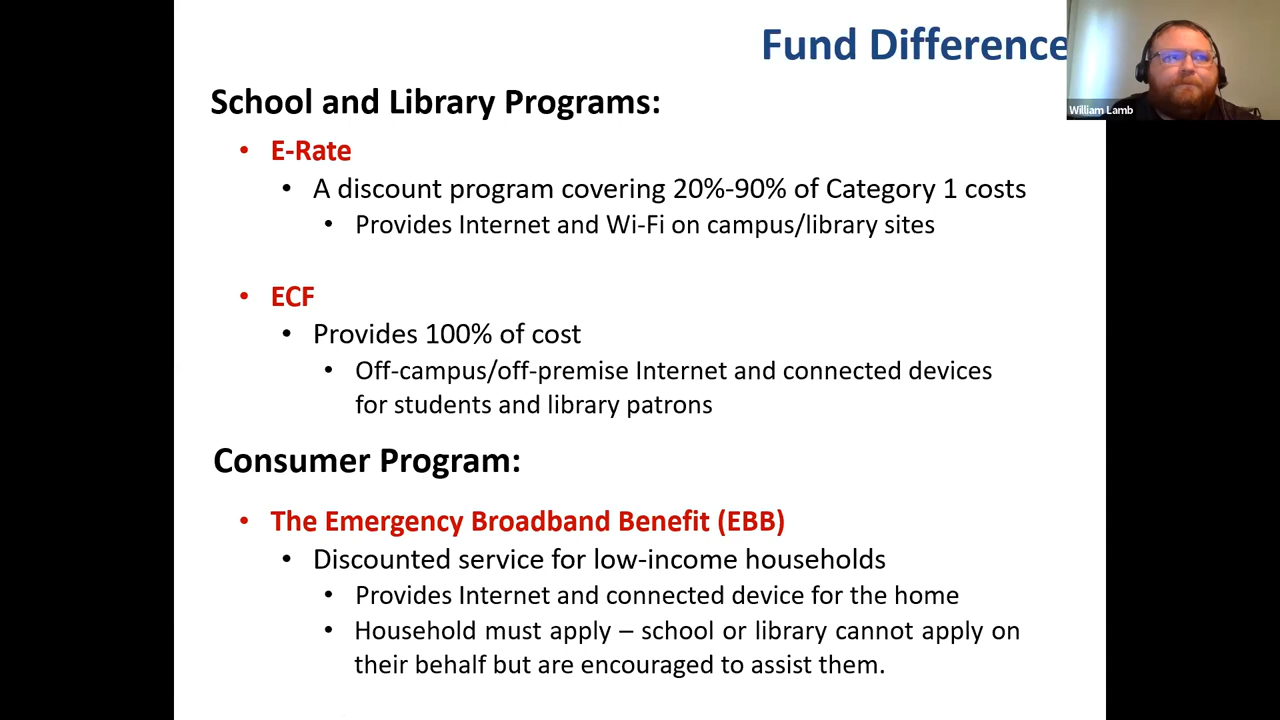 Fund Difference
William Lamb
School and Library Programs:
• E-Rate
• A discount program covering 20%-90% of Category 1 costs
• Provides Internet and Wi-Fi on campus/library sites
• ECF
• Provides 100% of cost
• Off-campus/off-premise Internet and connected devices
for students and library patrons
Consumer Program:
• The Emergency Broadband Benefit (EBB)
• Discounted service for low-income households
• Provides Internet and connected device for the home
• Household must apply – school or library cannot apply on
their behalf but are encouraged to assist them.